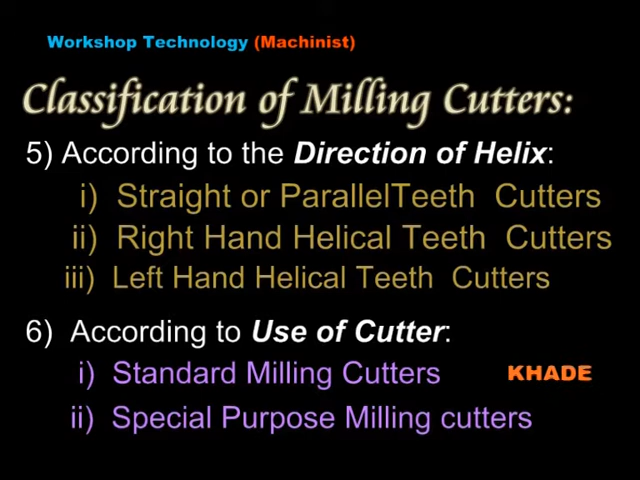 Workshop Technology (Machinist)
Classification of Milling Cutters:
5) According to the Direction of Helix:
i) Straight or ParallelTeeth Cutters
ii) Right Hand Helical Teeth Cutters
iii) Left Hand Helical Teeth Cutters
6) According to Use of Cutter:
i) Standard Milling Cutters
KHADE
ii) Special Purpose Milling cutters